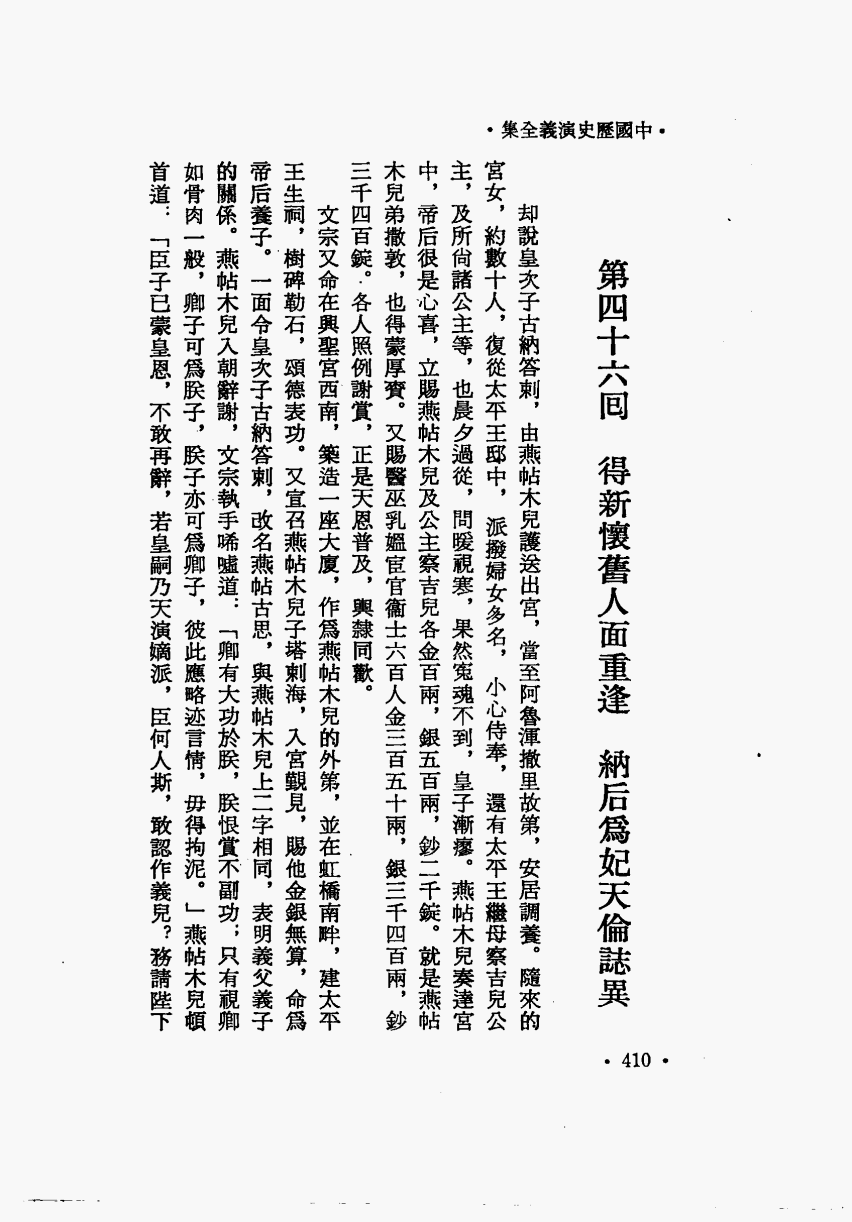 •中國歷史演義全集•
第四十六回　得新懷舊人面重逢　納后爲妃天倫誌異
却說皇次子古納答剌，由燕帖木兒護送出宮，當至阿魯渾撤里故第，安居調養。隨來的
宮女，約數十人，復從太平王邸中，派撥婦女多名，小心侍奉，還有太平王繼母察吉兒公
主，及所尙諸公主等，也晨夕過從，問暖視寒，果然寃魂不到，皇子漸瘳。燕帖木兒奏達宮
中，帝后很是心喜，立賜燕帖木兒及公主察吉兒各金百兩，銀五百兩，鈔二千錠。就是燕帖
木兒弟撒敦，也得蒙厚賚。又賜醫巫乳媼宦官衞士六百人金三百五十兩，銀三千四百兩，鈔
三千四百錠。各人照例謝賞，正是天恩普及，輿隸同歡。
文宗又命在興聖宮西南，築造一座大廈，作爲燕帖木兒的外第，並在虹橋南畔，建太平
王生祠，樹碑勒石，頌德表功。又宣召燕帖木兒子塔剌海，入宮觐見，賜他金銀無算，命爲
帝后養子。一面令皇次子古納答剌，改名燕帖古思，與燕帖木兒上二字相同，表明義父義子
的關係。燕帖木兒入朝辭謝，文宗執手唏噓道：「卿有大功於朕，朕恨賞不副功；只有視卿
如骨肉一般，卿子可爲朕子，朕子亦可爲卿子，彼此應略迹言情，毋得拘泥。」燕帖木兒頓
首道：「臣子已蒙皇恩，不敢再辭，若皇嗣乃天演嫡派，臣何人斯，敢認作義兒？務請陛下
•410•